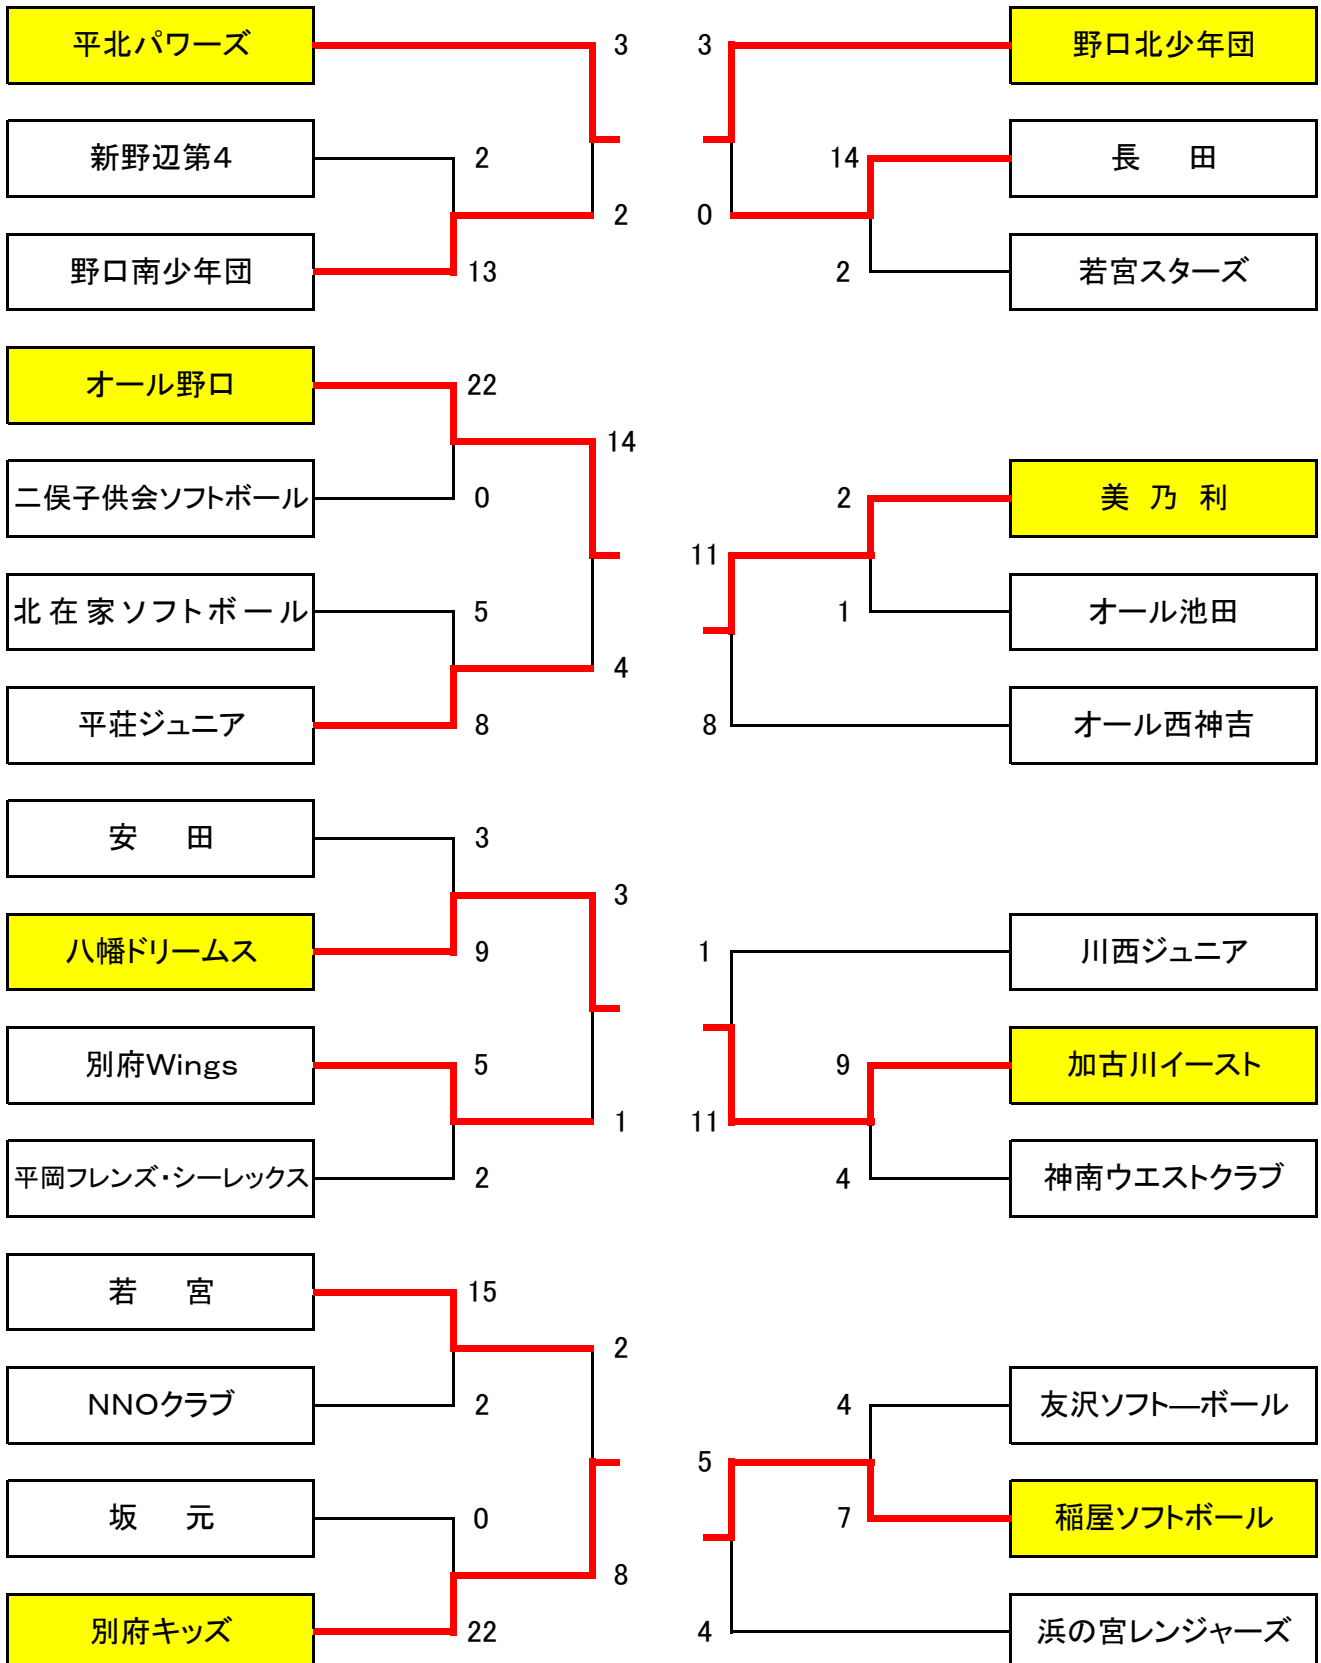 平北パワーズ 3 3 野口北少年団
新野辺第4 2 14 長　田
2 0
野口南少年団 13 2 若宮スターズ
オール野口 22
14
二俣子供会ソフトボール 0 2 美 乃 利
11
北在家ソフトボール 5 1 オール池田
4
平荘ジュニア 8 8 オール西神吉
安　田 3
3
八幡ドリームス 9 1 川西ジュニア
別府Wings 5 9 加古川イースト
1 11
平岡フレンズ・シーレックス 2 4 神南ウエストクラブ
若　宮 15
2
NNOクラブ 2 4 友沢ソフト―ボール
5
坂　元 0 7 稲屋ソフトボール
8
別府キッズ 22 4 浜の宮レンジャーズ